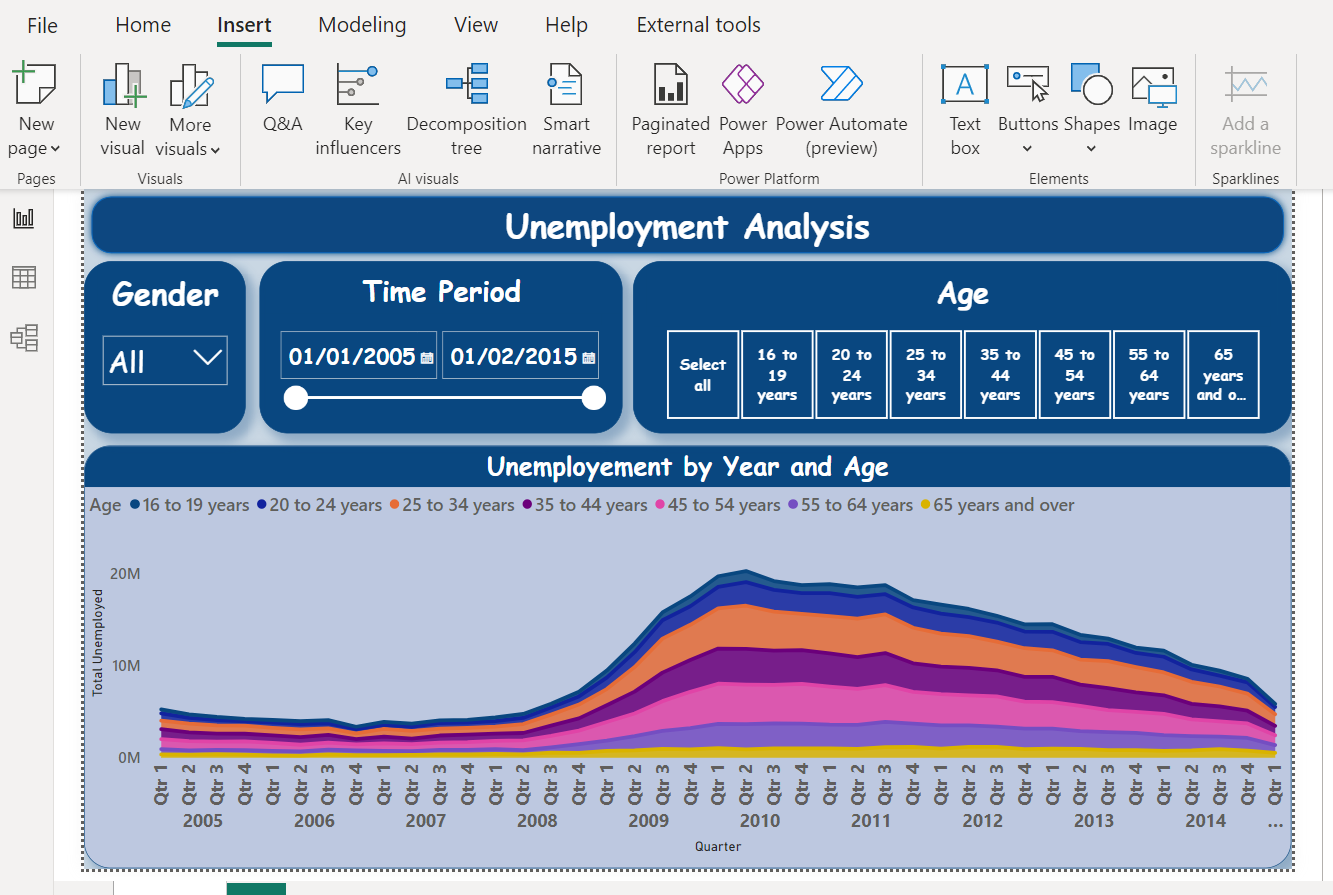 File Home Insert Modeling View Help External tools
New page
New visual
More visuals
Q&A
Key influencers
Decomposition tree
Smart narrative
Paginated report
Power Apps
Power Automate (preview)
Text box
Buttons
Shapes
Image
Add a sparkline
Pages Visuals AI visuals Power Platform Elements Sparklines
Unemployment Analysis
Gender
All
Time Period
01/01/2005 01/02/2015
Age
Select all
16 to 19 years
20 to 24 years
25 to 34 years
35 to 44 years
45 to 54 years
55 to 64 years
65 years and o...
Unemployement by Year and Age
Age 16 to 19 years 20 to 24 years 25 to 34 years 35 to 44 years 45 to 54 years 55 to 64 years 65 years and over
Total Unemployed
20M
10M
0M
Qtr 1 Qtr 2 Qtr 3 Qtr 4 Qtr 1 Qtr 2 Qtr 3 Qtr 4 Qtr 1 Qtr 2 Qtr 3 Qtr 4 Qtr 1 Qtr 2 Qtr 3 Qtr 4 Qtr 1 Qtr 2 Qtr 3 Qtr 4 Qtr 1 Qtr 2 Qtr 3 Qtr 4 Qtr 1 Qtr 2 Qtr 3 Qtr 4 Qtr 1 Qtr 2 Qtr 3 Qtr 4 Qtr 1 Qtr 2 Qtr 3 Qtr 4 Qtr 1 Qtr 2 Qtr 3 Qtr 4 Qtr 1
2005 2006 2007 2008 2009 2010 2011 2012 2013 2014 ...
Quarter